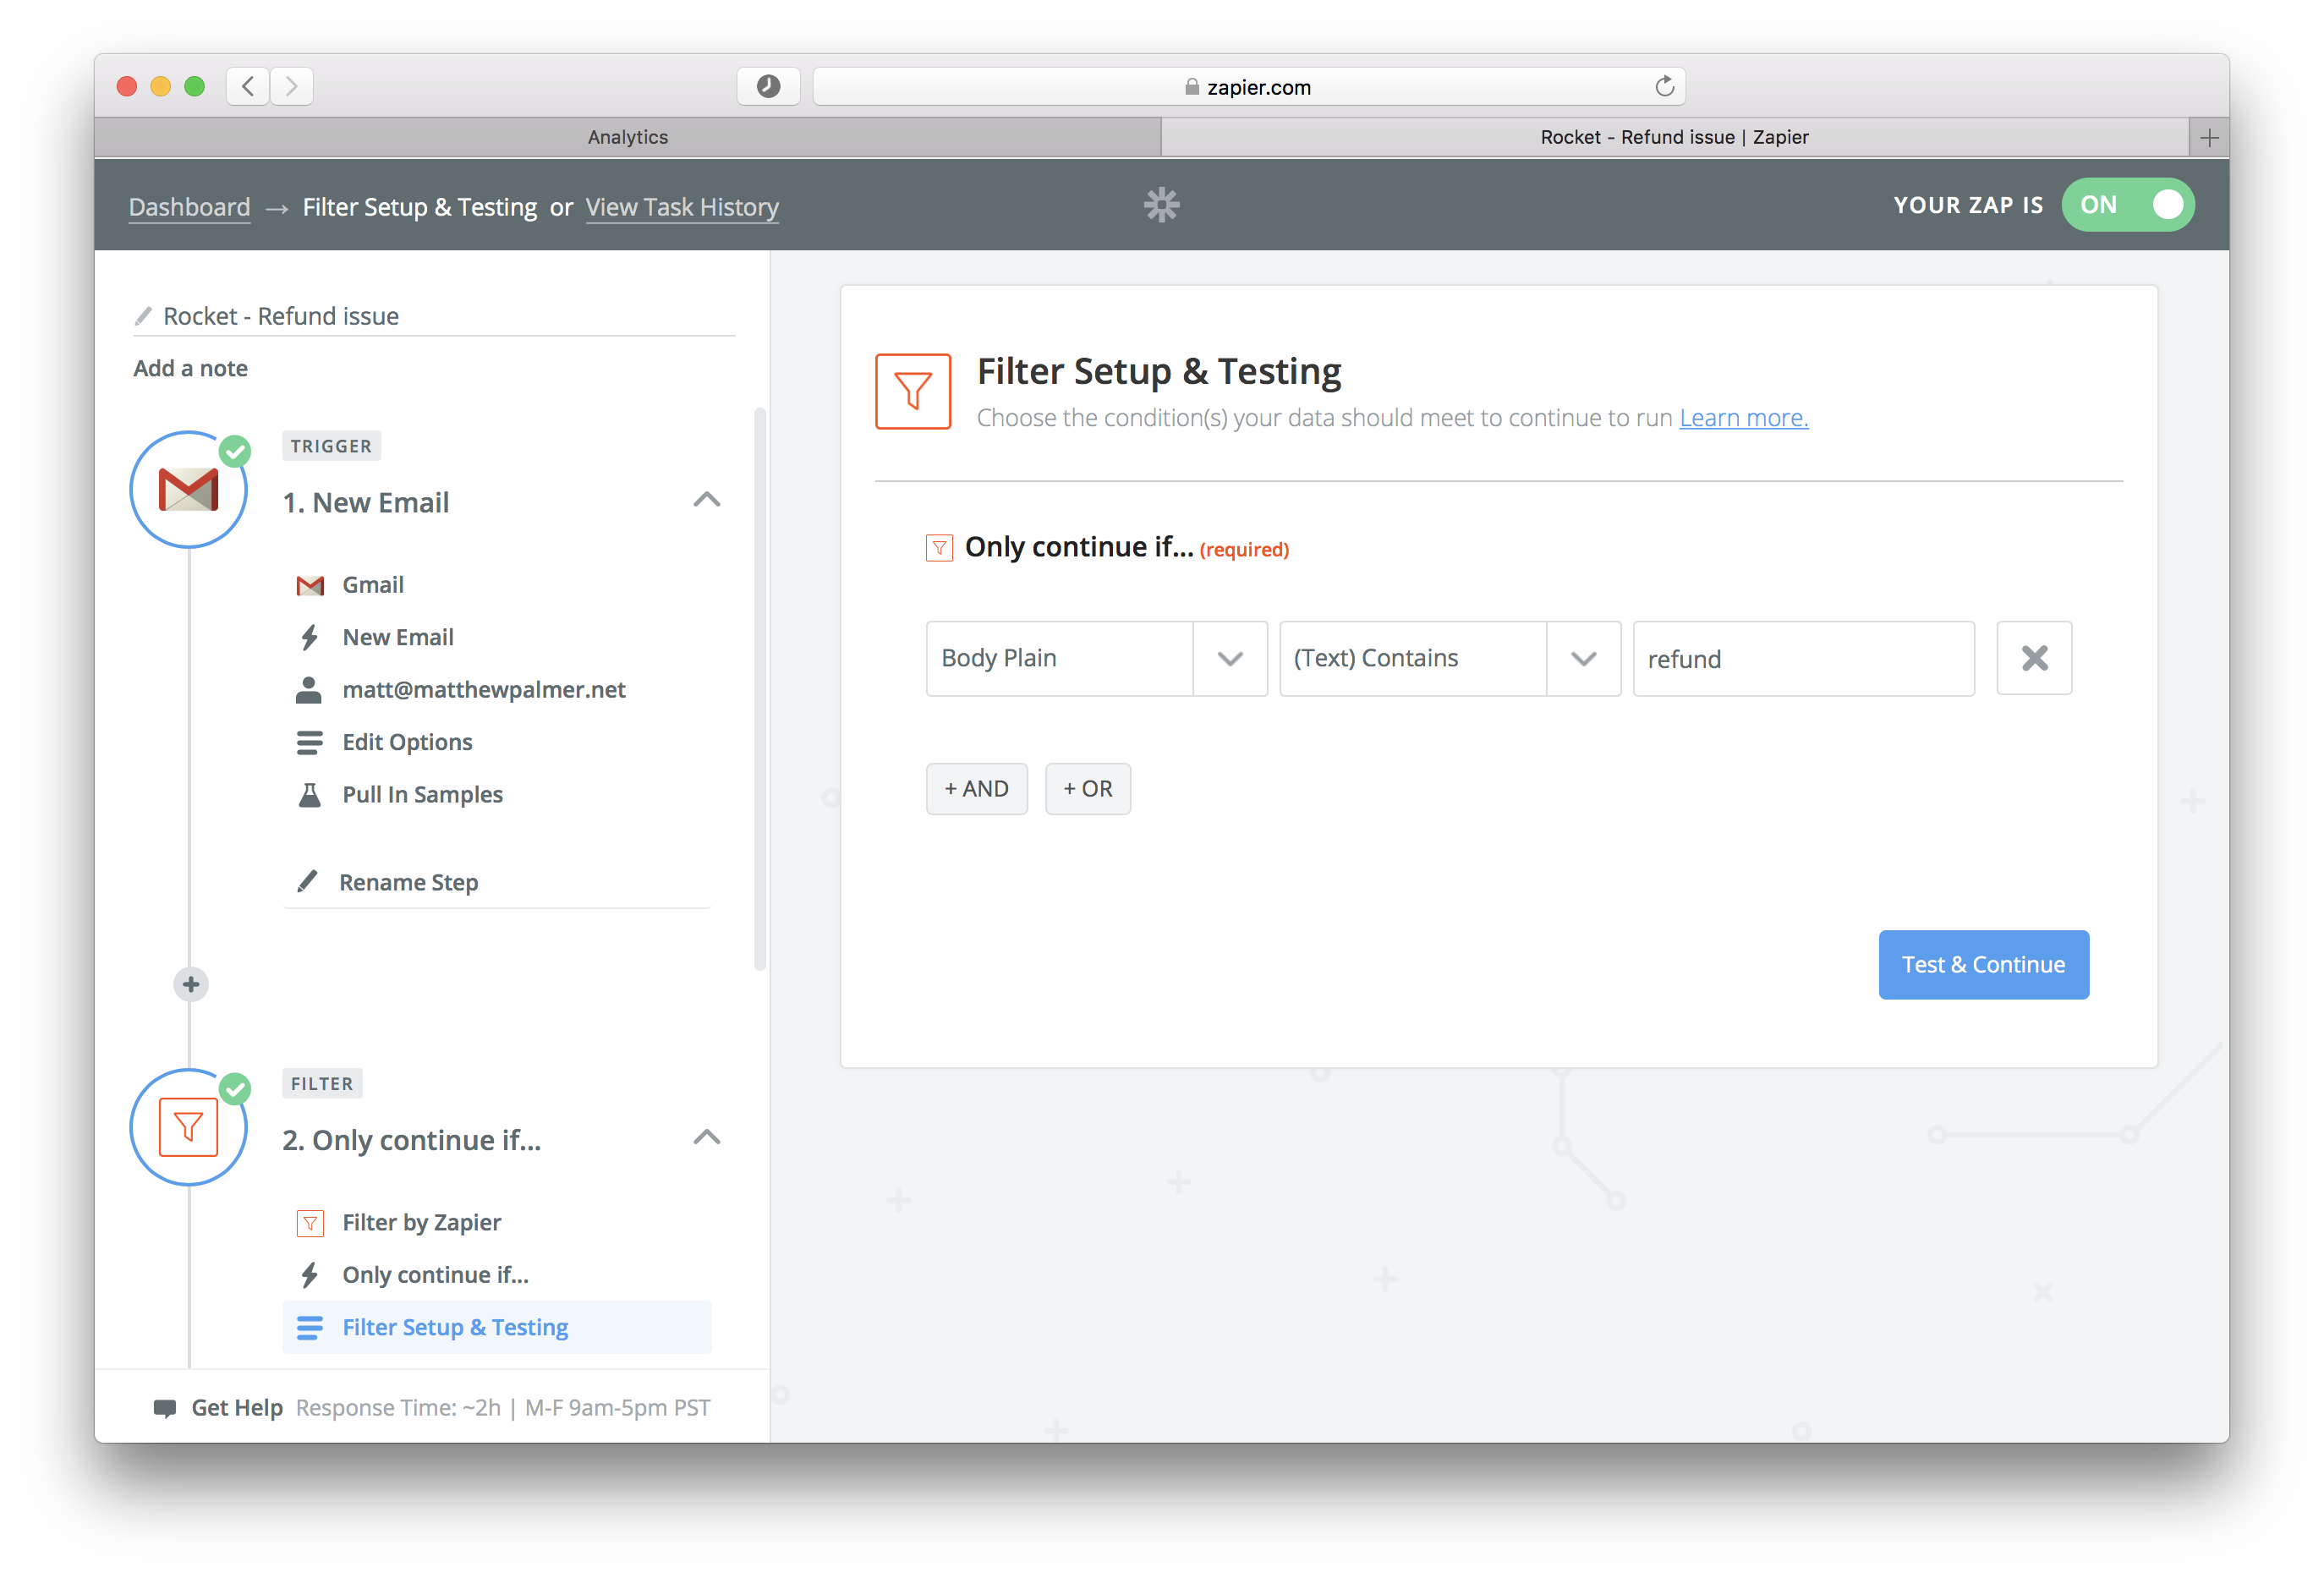 zapier.com
Analytics
Rocket - Refund issue | Zapier
Dashboard → Filter Setup & Testing or View Task History
YOUR ZAP IS ON
Rocket - Refund issue
Add a note
TRIGGER
1. New Email
Gmail
New Email
matt@matthewpalmer.net
Edit Options
Pull In Samples
Rename Step
FILTER
2. Only continue if...
Filter by Zapier
Only continue if...
Filter Setup & Testing
Get Help Response Time: ~2h | M-F 9am-5pm PST
Filter Setup & Testing
Choose the condition(s) your data should meet to continue to run Learn more.
Only continue if... (required)
Body Plain (Text) Contains refund
+ AND + OR
Test & Continue